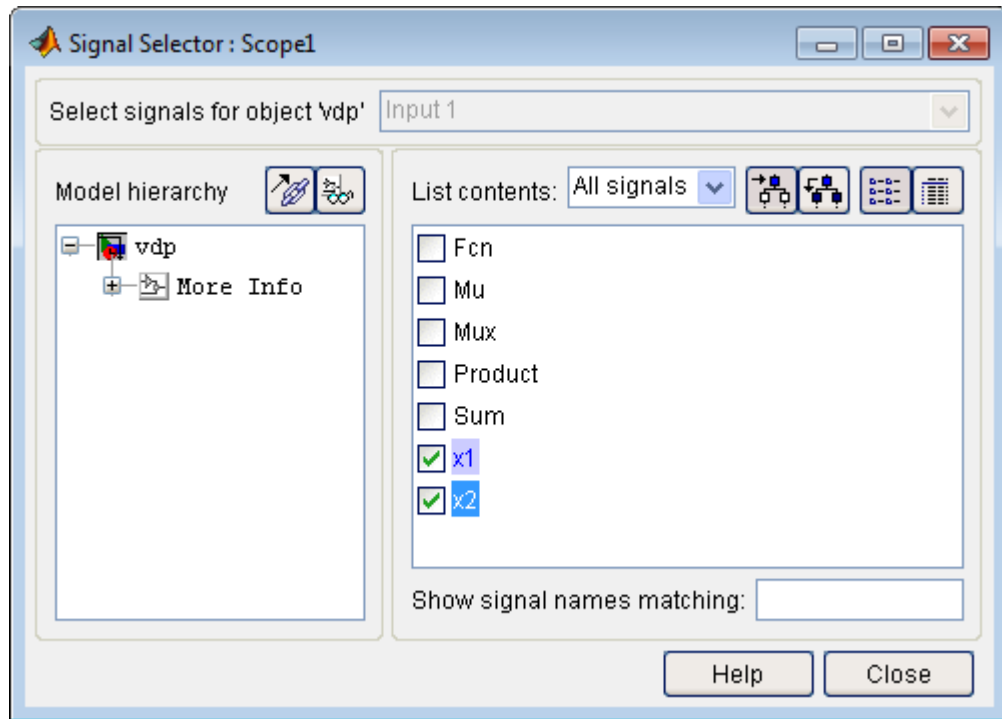 Signal Selector : Scope1
Select signals for object 'vdp' Input 1
Model hierarchy
vdp
More Info
List contents: All signals
Fcn
Mu
Mux
Product
Sum
x1
x2
Show signal names matching:
Help Close